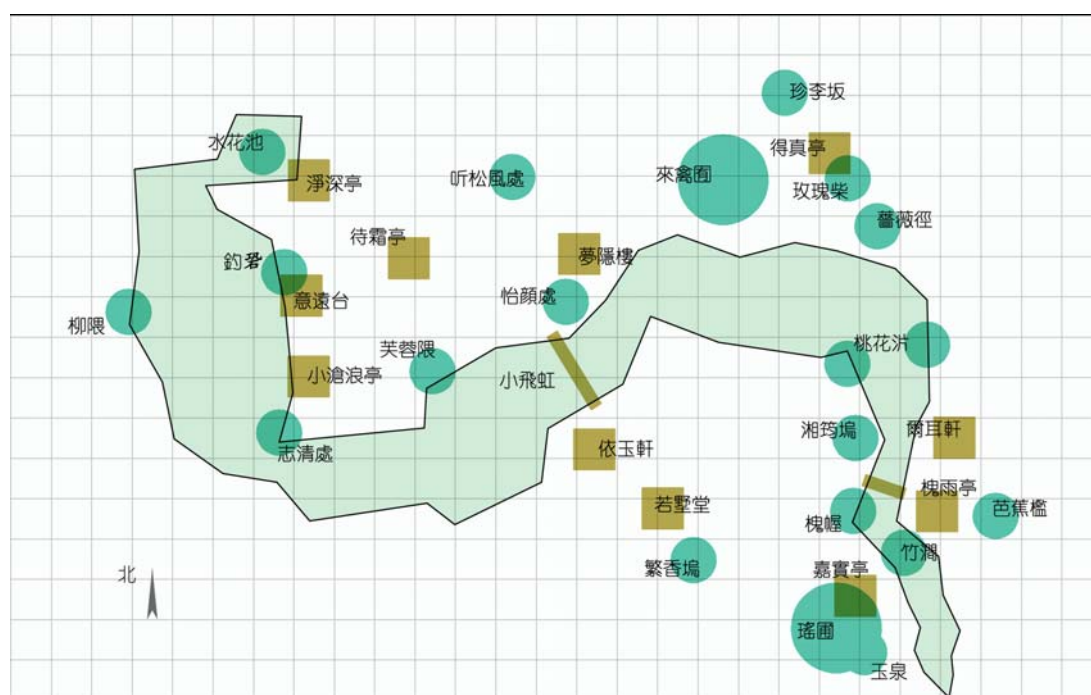 珍李坂
水花池
得真亭
淨深亭
听松風處
來禽囿
玫瑰柴
薔薇徑
待霜亭
釣䂬
夢隱樓
意遠台
怡顏處
柳隈
芙蓉隈
桃花沜
小滄浪亭
小飛虹
志清處
湘筠塢
爾耳軒
依玉軒
槐雨亭
若墅堂
芭蕉檻
槐幄
竹澗
繁香塢
嘉實亭
北
瑤圃
玉泉